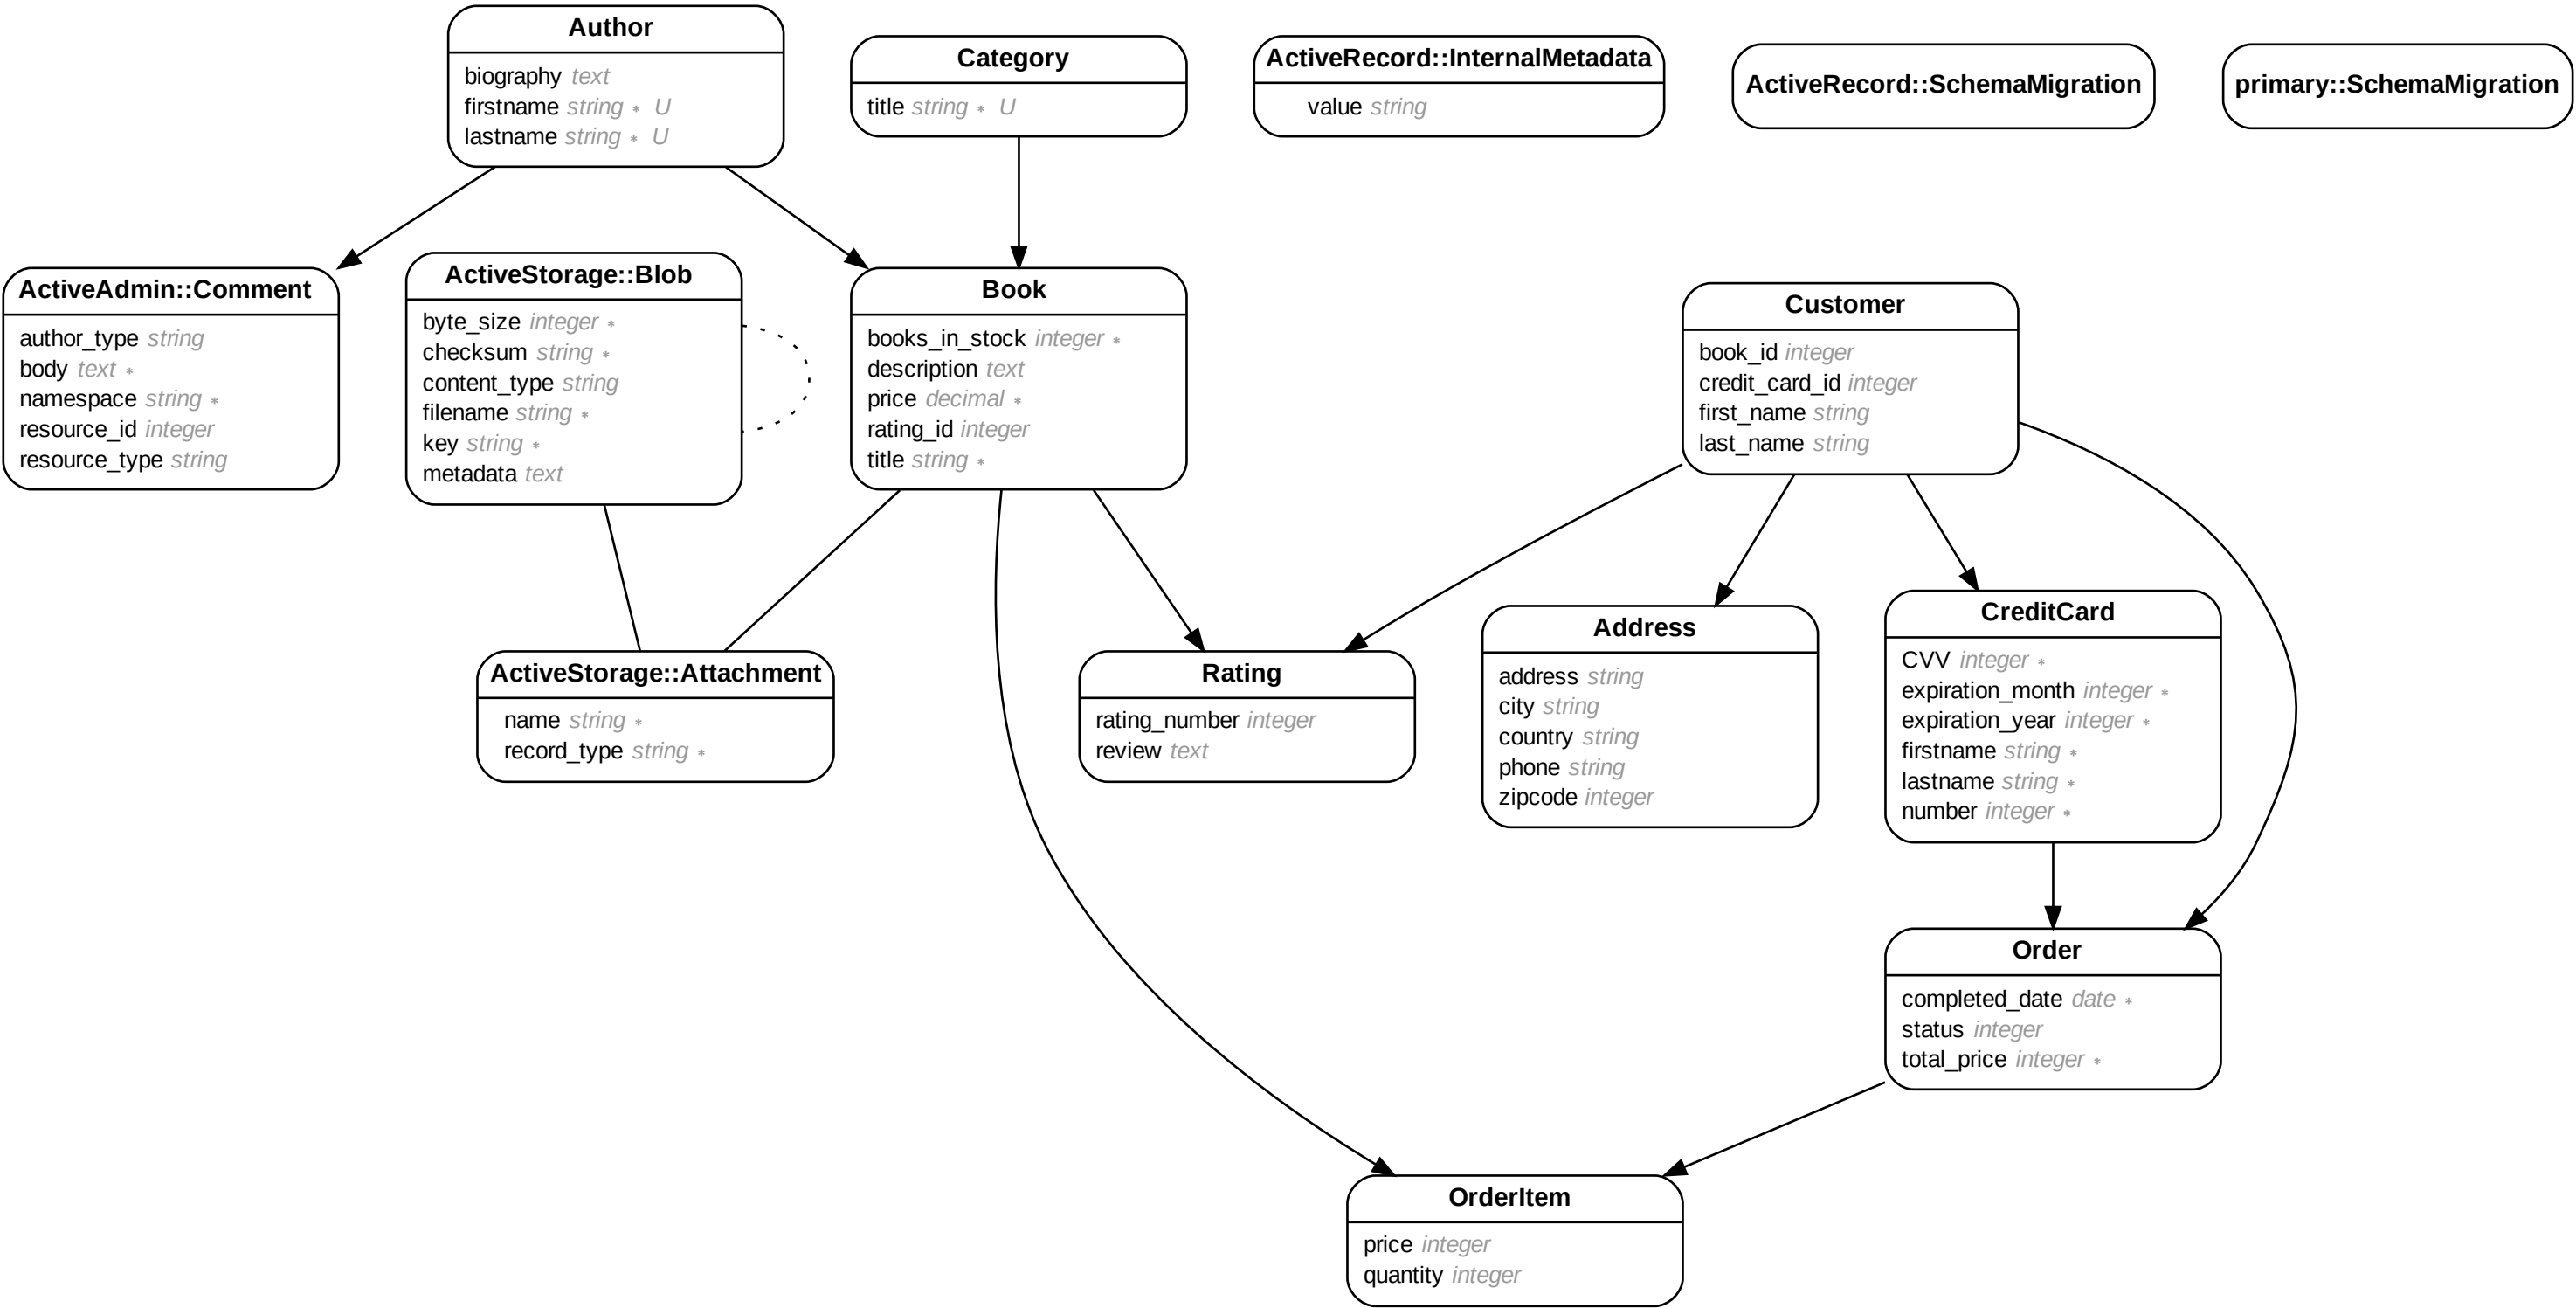 Author
biography text
firstname string * U
lastname string * U
Category
title string * U
ActiveRecord::InternalMetadata
value string
ActiveRecord::SchemaMigration
primary::SchemaMigration
ActiveAdmin::Comment
author_type string
body text *
namespace string *
resource_id integer
resource_type string
ActiveStorage::Blob
byte_size integer *
checksum string *
content_type string
filename string *
key string *
metadata text
Book
books_in_stock integer *
description text
price decimal *
rating_id integer
title string *
Customer
book_id integer
credit_card_id integer
first_name string
last_name string
ActiveStorage::Attachment
name string *
record_type string *
Rating
rating_number integer
review text
Address
address string
city string
country string
phone string
zipcode integer
CreditCard
CVV integer *
expiration_month integer *
expiration_year integer *
firstname string *
lastname string *
number integer *
Order
completed_date date *
status integer
total_price integer *
OrderItem
price integer
quantity integer